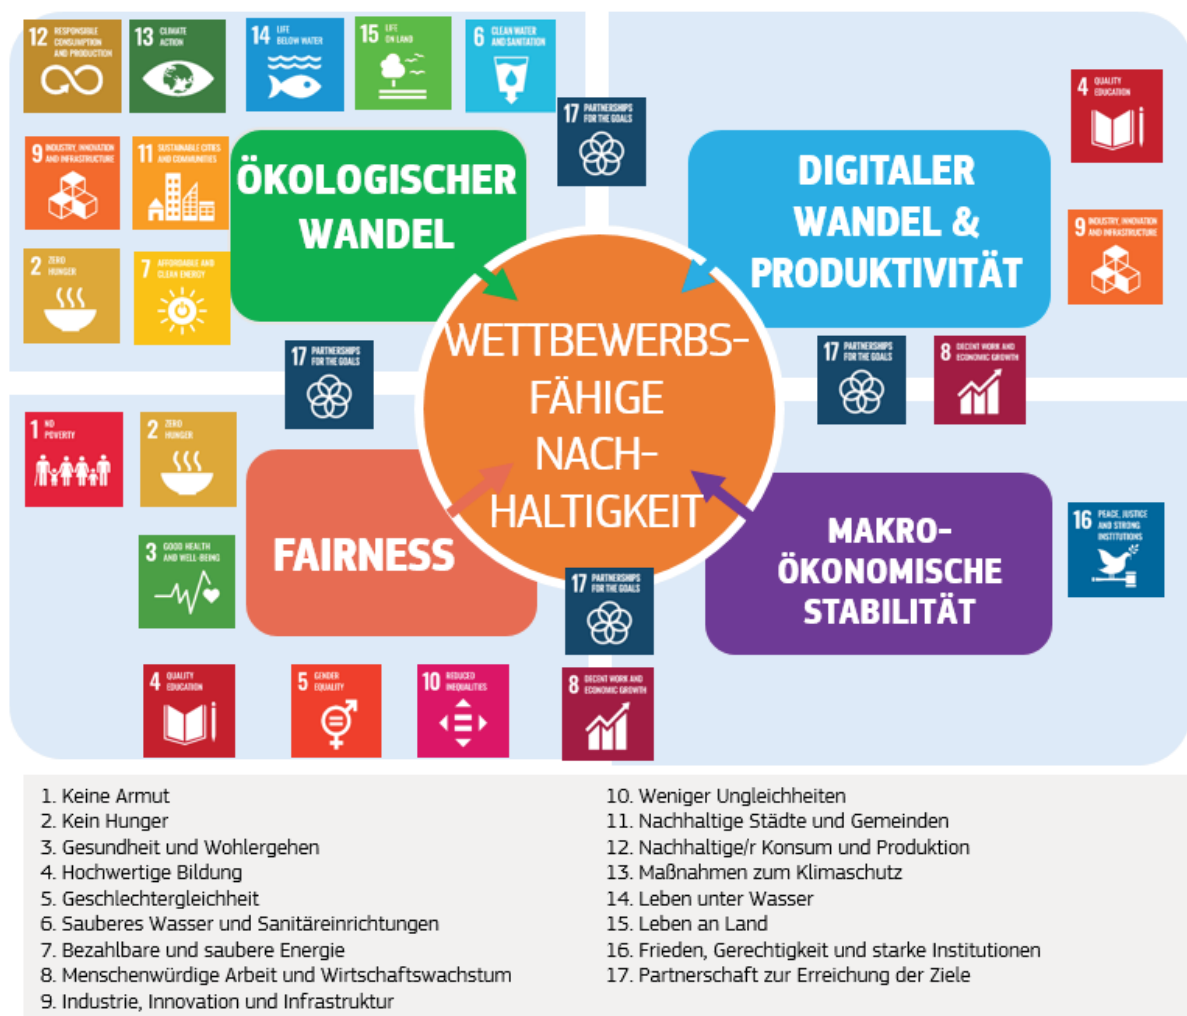 12 RESPONSIBLE
CONSUMPTION
AND PRODUCTION
13 CLIMATE
ACTION
14 LIFE
BELOW WATER
15 LIFE
ON LAND
6 CLEAN WATER
AND SANITATION
17 PARTNERSHIPS
FOR THE GOALS
4 QUALITY
EDUCATION
9 INDUSTRY, INNOVATION
AND INFRASTRUCTURE
11 SUSTAINABLE CITIES
AND COMMUNITIES
ÖKOLOGISCHER
WANDEL
DIGITALER
WANDEL &
PRODUKTIVITÄT
9 INDUSTRY, INNOVATION
AND INFRASTRUCTURE
2 ZERO
HUNGER
7 AFFORDABLE AND
CLEAN ENERGY
17 PARTNERSHIPS
FOR THE GOALS
17 PARTNERSHIPS
FOR THE GOALS
8 DECENT WORK AND
ECONOMIC GROWTH
WETTBEWERBS-
FÄHIGE
NACH-
HALTIGKEIT
1 NO
POVERTY
2 ZERO
HUNGER
3 GOOD HEALTH
AND WELL-BEING
FAIRNESS
MAKRO-
ÖKONOMISCHE
STABILITÄT
16 PEACE, JUSTICE
AND STRONG
INSTITUTIONS
17 PARTNERSHIPS
FOR THE GOALS
4 QUALITY
EDUCATION
5 GENDER
EQUALITY
10 REDUCED
INEQUALITIES
8 DECENT WORK AND
ECONOMIC GROWTH
1. Keine Armut
2. Kein Hunger
3. Gesundheit und Wohlergehen
4. Hochwertige Bildung
5. Geschlechtergleichheit
6. Sauberes Wasser und Sanitäreinrichtungen
7. Bezahlbare und saubere Energie
8. Menschenwürdige Arbeit und Wirtschaftswachstum
9. Industrie, Innovation und Infrastruktur
10. Weniger Ungleichheiten
11. Nachhaltige Städte und Gemeinden
12. Nachhaltige/r Konsum und Produktion
13. Maßnahmen zum Klimaschutz
14. Leben unter Wasser
15. Leben an Land
16. Frieden, Gerechtigkeit und starke Institutionen
17. Partnerschaft zur Erreichung der Ziele